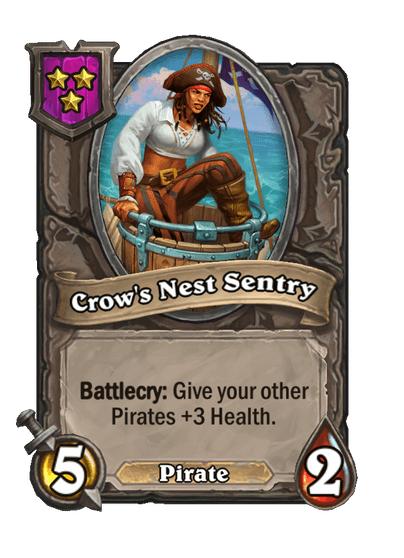 Crow's Nest Sentry
Battlecry: Give your other
Pirates +3 Health.
5
Pirate
2